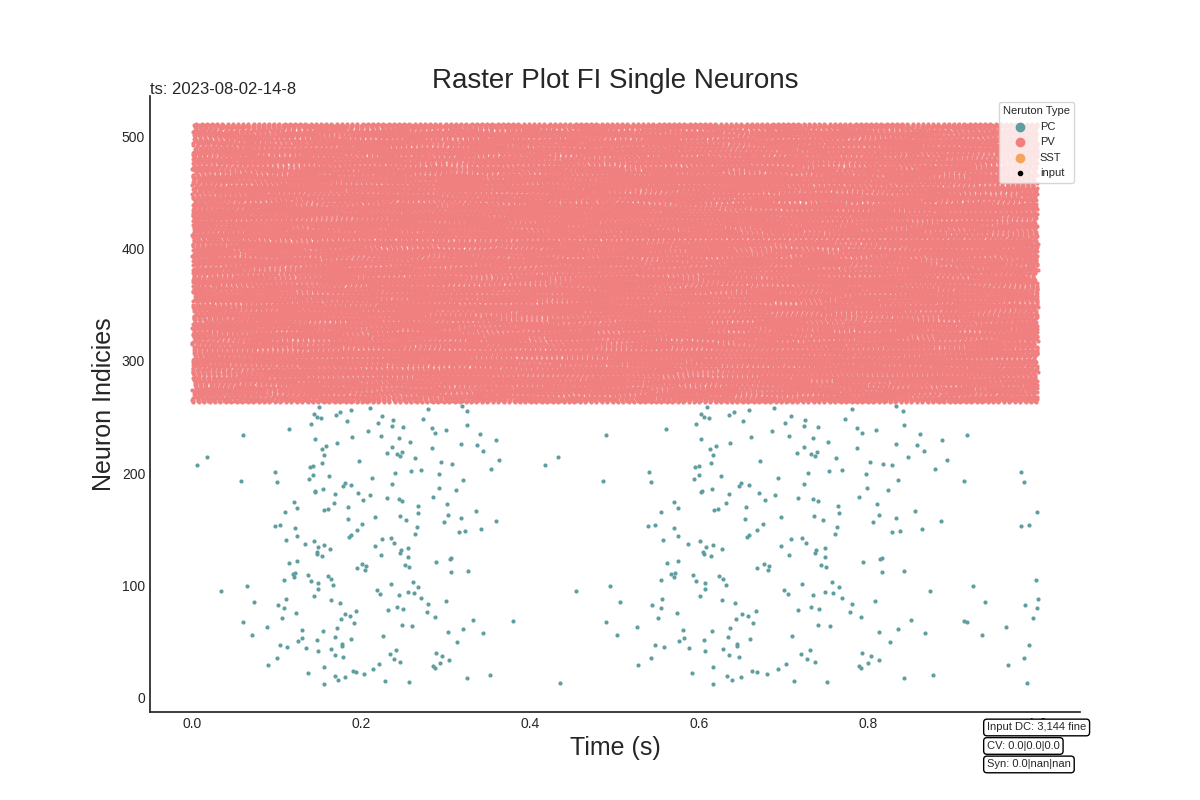 Raster Plot FI Single Neurons
ts: 2023-08-02-14-8
Neruton Type
PC
PV
SST
input
500
400
300
200
100
0
Neuron Indicies
0.0 0.2 0.4 0.6 0.8
Time (s)
Input DC: 3,144 fine
CV: 0.0|0.0|0.0
Syn: 0.0|nan|nan